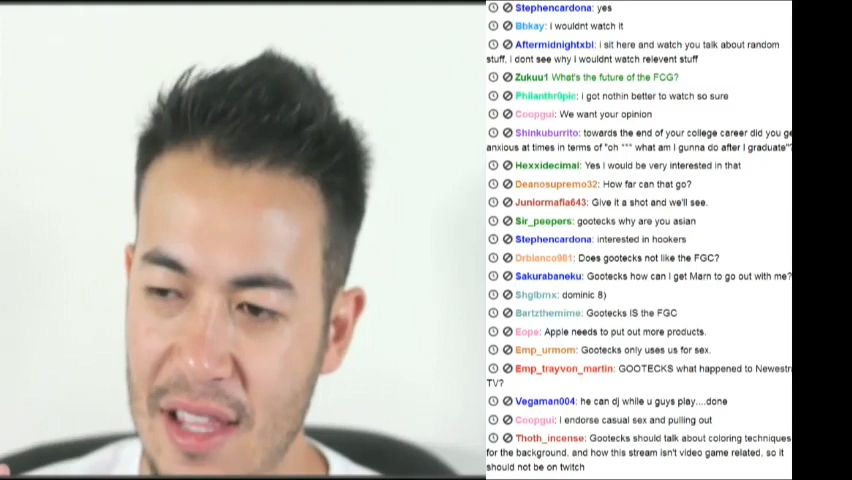 Stephencardona: yes
Bbkay: i wouldnt watch it
Aftermidnightxbl: i sit here and watch you talk about random
stuff, i dont see why I wouldnt watch relevent stuff
Zukuu1 What's the future of the FCG?
Philanthr0pic: i got nothin better to watch so sure
Coopgui: We want your opinion
Shinkuburrito: towards the end of your college career did you ge
anxious at times in terms of "oh *** what am I gunna do after I graduate"?
Hexxidecimal: Yes I would be very interested in that
Deanosupremo32: How far can that go?
Juniormafia643: Give it a shot and we'll see.
Sir_peepers: gootecks why are you asian
Stephencardona: interested in hookers
Drblanco901: Does gootecks not like the FGC?
Sakurabaneku: Gootecks how can I get Marn to go out with me?
Shglbmx: dominic 8)
Bartzthemime: Gootecks IS the FGC
Eope: Apple needs to put out more products.
Emp_urmom: Gootecks only uses us for sex.
Emp_trayvon_martin: GOOTECKS what happened to Newestr
TV?
Vegaman004: he can dj while u guys play....done
Coopgui: I endorse casual sex and pulling out
Thoth_incense: Gootecks should talk about coloring techniques
for the background, and how this stream isn't video game related, so it
should not be on twitch